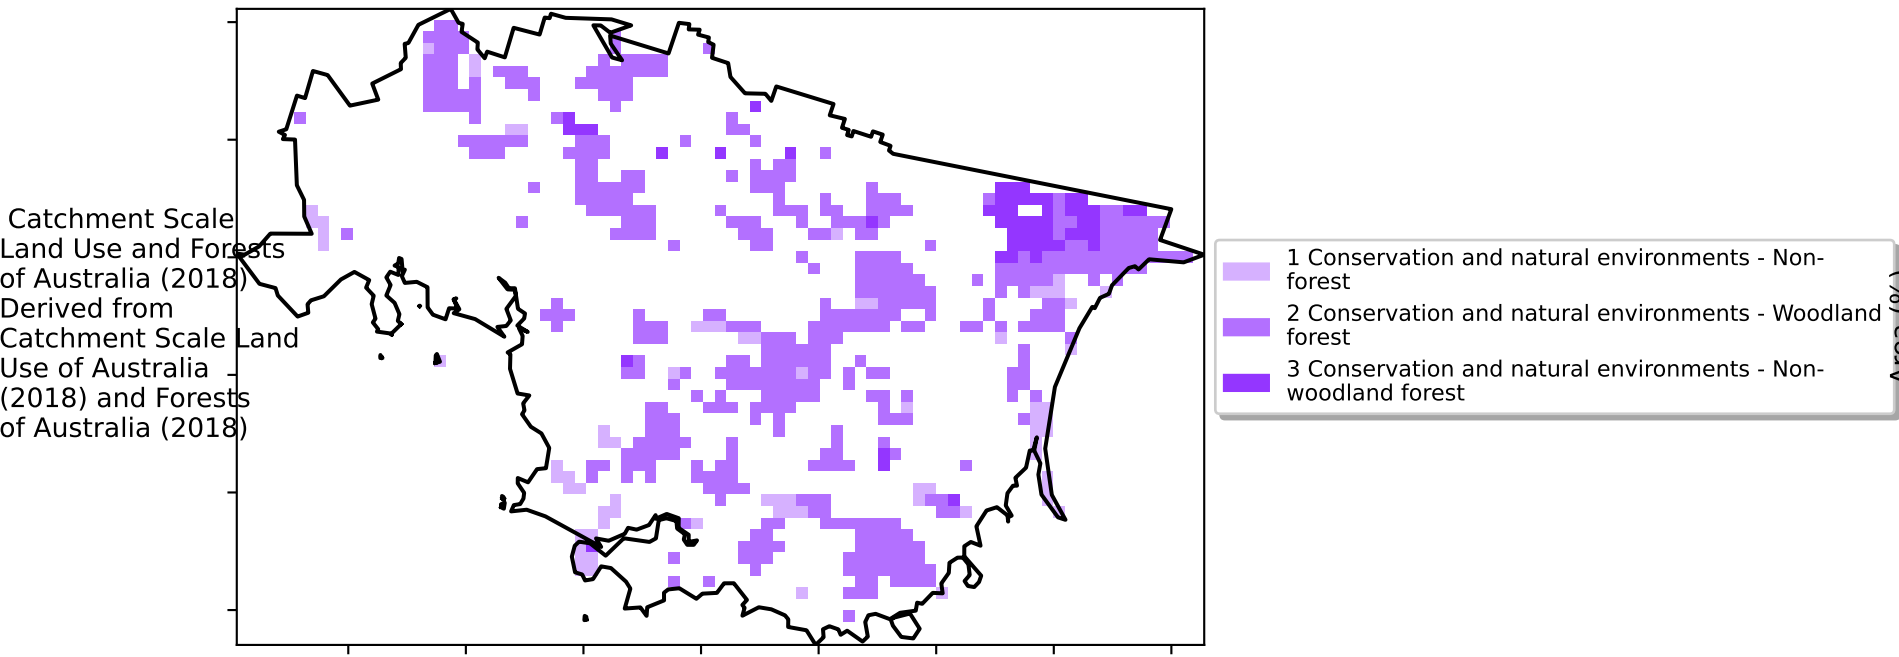 Catchment Scale
Land Use and Forests
of Australia (2018)
Derived from
Catchment Scale Land
Use of Australia
(2018) and Forests
of Australia (2018)
1 Conservation and natural environments - Non-
forest
2 Conservation and natural environments - Woodland
forest
3 Conservation and natural environments - Non-
woodland forest